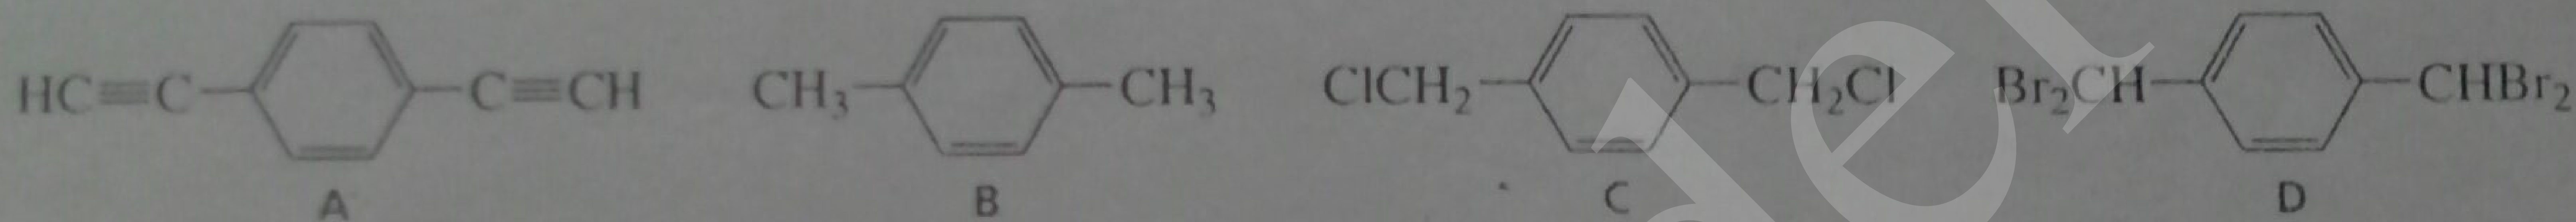 HC≡C C≡CH CH₃ CH₃ ClCH₂ CH₂Cl Br₂CH CHBr₂
A B C D